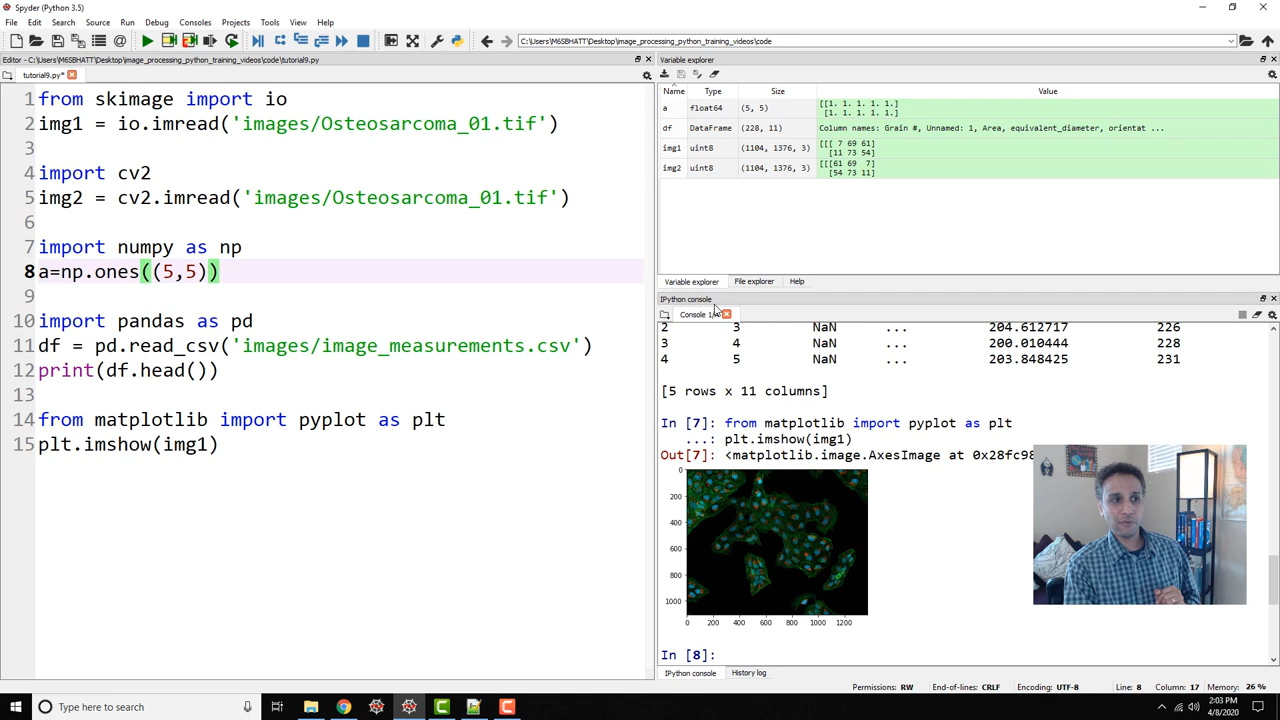 Spyder (Python 3.5)
File Edit Search Source Run Debug Consoles Projects Tools View Help
C:\Users\M6SBHATT\Desktop\image_processing_python_training_videos\code
Editor - C:\Users\M6SBHATT\Desktop\image_processing_python_training_videos\code\tutorial9.py
tutorial9.py*
1 from skimage import io
2 img1 = io.imread('images/Osteosarcoma_01.tif')
3
4 import cv2
5 img2 = cv2.imread('images/Osteosarcoma_01.tif')
6
7 import numpy as np
8 a=np.ones((5,5))
9
10 import pandas as pd
11 df = pd.read_csv('images/image_measurements.csv')
12 print(df.head())
13
14 from matplotlib import pyplot as plt
15 plt.imshow(img1)
Variable explorer
Name Type Size Value
a float64 (5, 5) [[1. 1. 1. 1. 1.]
[1. 1. 1. 1. 1.]
df DataFrame (228, 11) Column names: Grain #, Unnamed: 1, Area, equivalent_diameter, orientat ...
img1 uint8 (1104, 1376, 3) [[[ 7 69 61]
[11 73 54]
img2 uint8 (1104, 1376, 3) [[[61 69 7]
[54 73 11]
Variable explorer File explorer Help
IPython console
Console 1/A
2 3 NaN ... 204.612717 226
3 4 NaN ... 200.010444 228
4 5 NaN ... 203.848425 231
[5 rows x 11 columns]
In [7]: from matplotlib import pyplot as plt
...: plt.imshow(img1)
Out[7]: <matplotlib.image.AxesImage at 0x28fc98
0
200
400
600
800
1000
0 200 400 600 800 1000 1200
In [8]:
IPython console History log
Permissions: RW End-of-lines: CRLF Encoding: UTF-8 Line: 8 Column: 17 Memory: 26 %
Type here to search
2:03 PM
4/8/2020